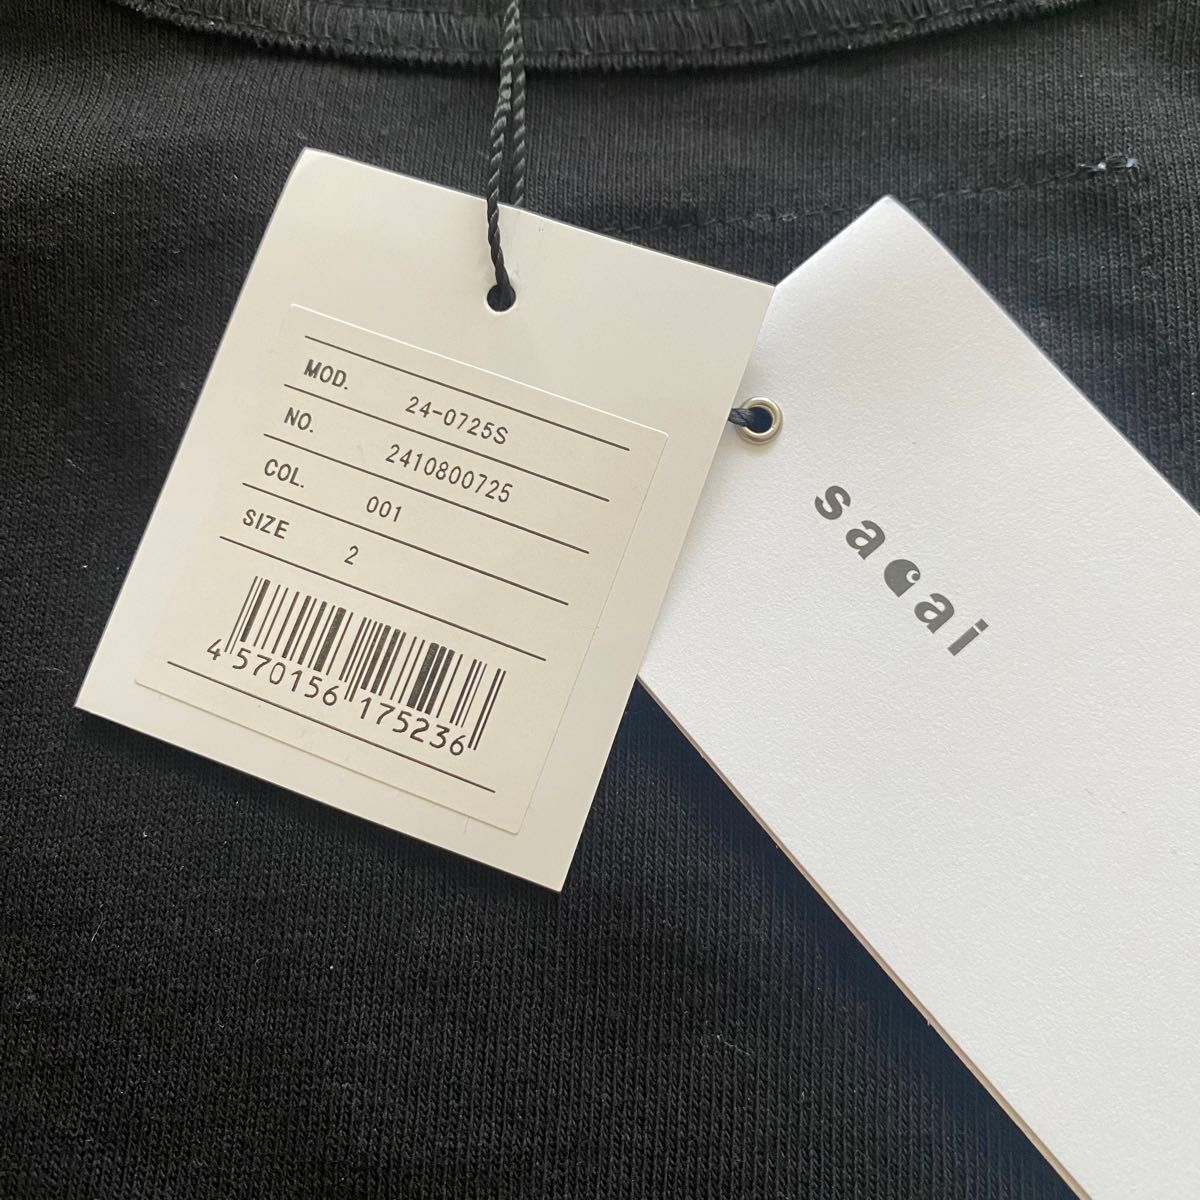 MOD. 24-0725S
NO. 2410800725
COL. 001
SIZE 2
4 570156 175236
sacai